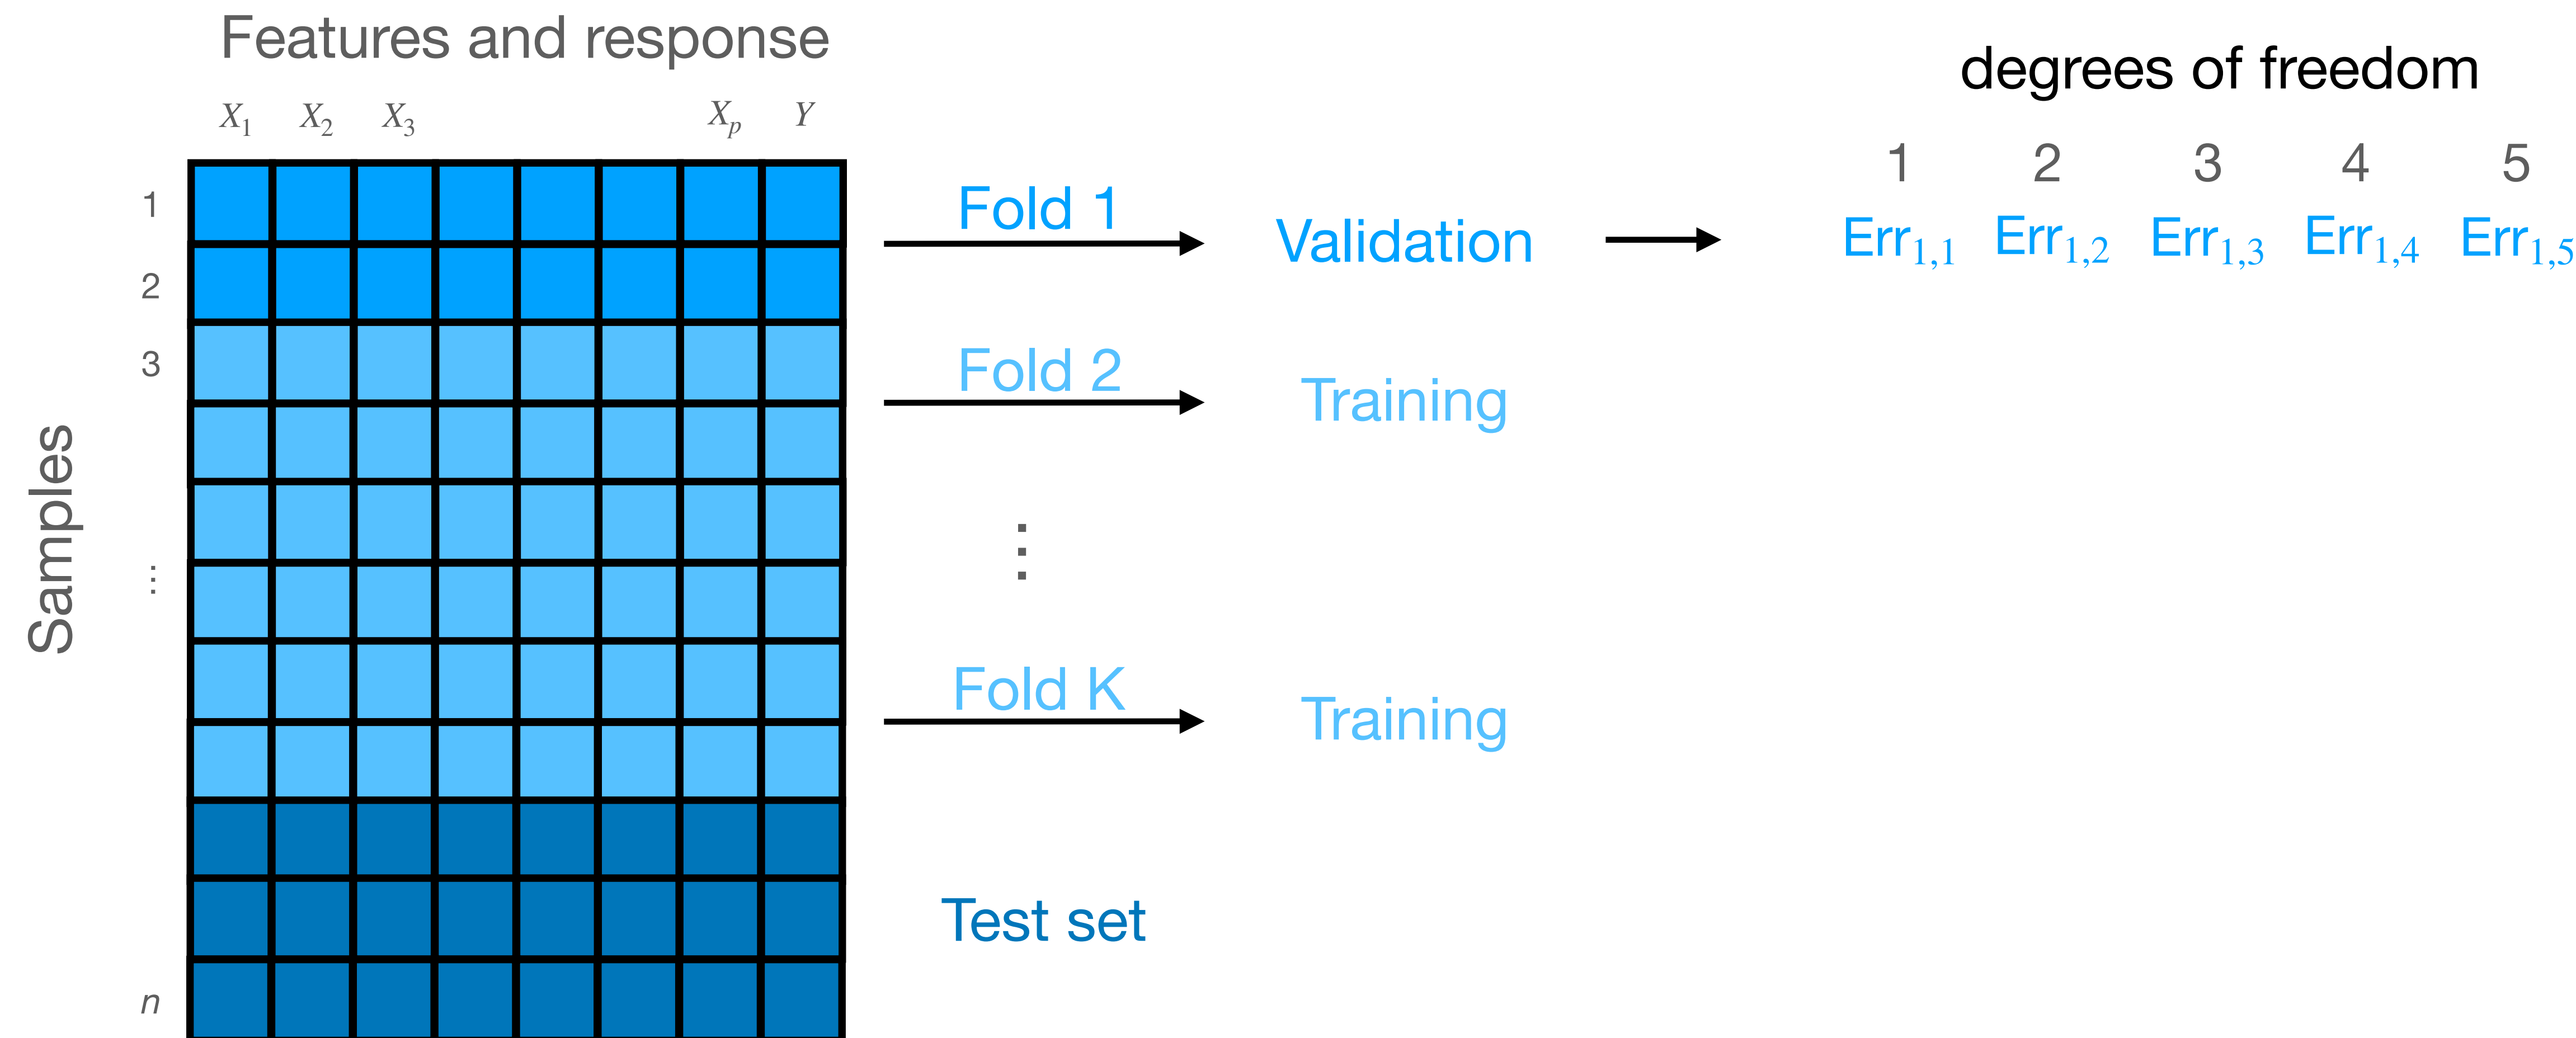 Features and response
X₁ X₂ X₃ Xₚ Y
degrees of freedom
1 2 3 4 5
Samples
1
2
3
⋮
n
Fold 1
Validation
Err₁,₁ Err₁,₂ Err₁,₃ Err₁,₄ Err₁,₅
Fold 2
Training
⋮
Fold K
Training
Test set